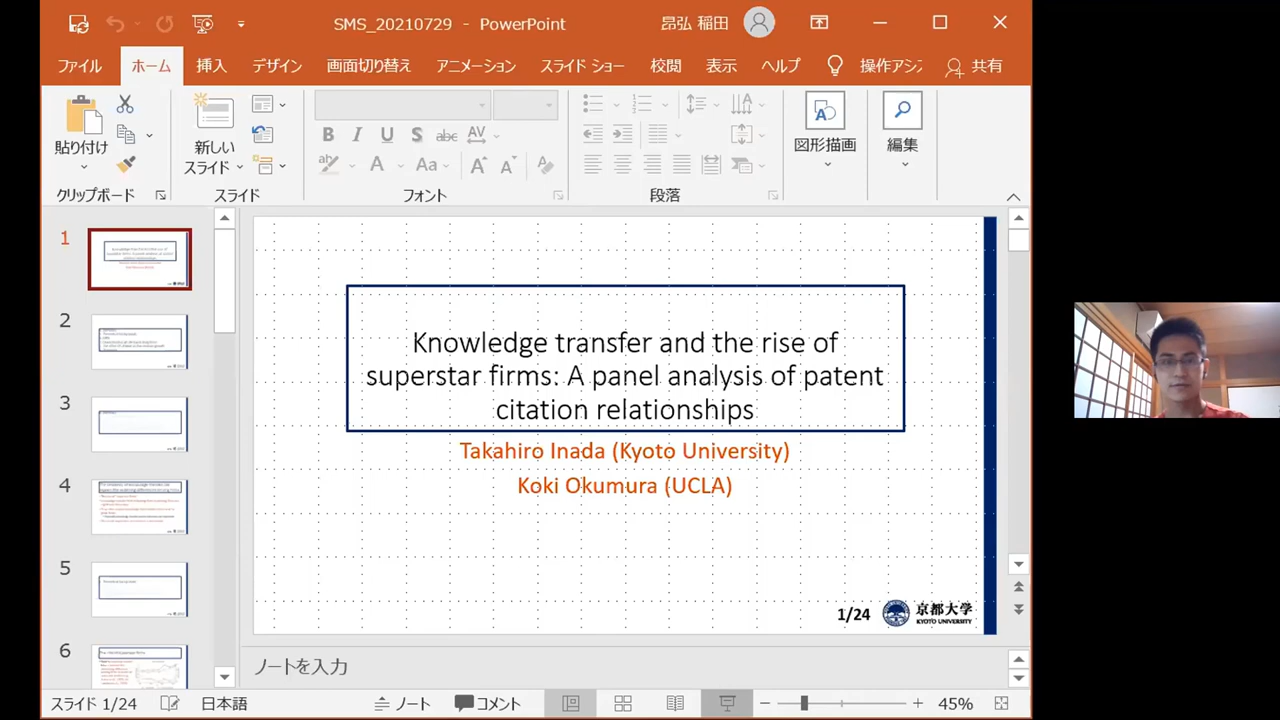 SMS_20210729 - PowerPoint
昂弘 稲田
ファイル
ホーム
挿入
デザイン
画面切り替え
アニメーション
スライド ショー
校閲
表示
ヘルプ
操作アシ
共有
貼り付け
新しい
スライド
図形描画
編集
クリップボード
スライド
フォント
段落
1
2
3
4
5
6
Knowledge transfer and the rise of
superstar firms: A panel analysis of patent
citation relationships
Takahiro Inada (Kyoto University)
Koki Okumura (UCLA)
1/24
京都大学
KYOTO UNIVERSITY
ノートを入力
スライド 1/24
日本語
ノート
コメント
45%